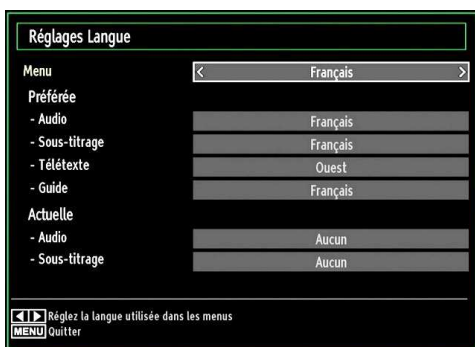 Réglages Langue
Menu < Français >
Préférée
- Audio Français
- Sous-titrage Français
- Télétexte Ouest
- Guide Français
Actuelle
- Audio Aucun
- Sous-titrage Aucun
Réglez la langue utilisée dans les menus
MENU Quitter